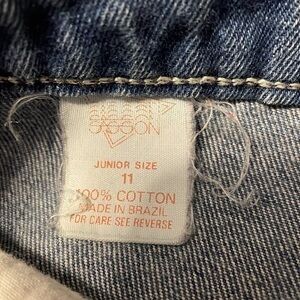 SASSON
JUNIOR SIZE
11
100% COTTON
MADE IN BRAZIL
FOR CARE SEE REVERSE